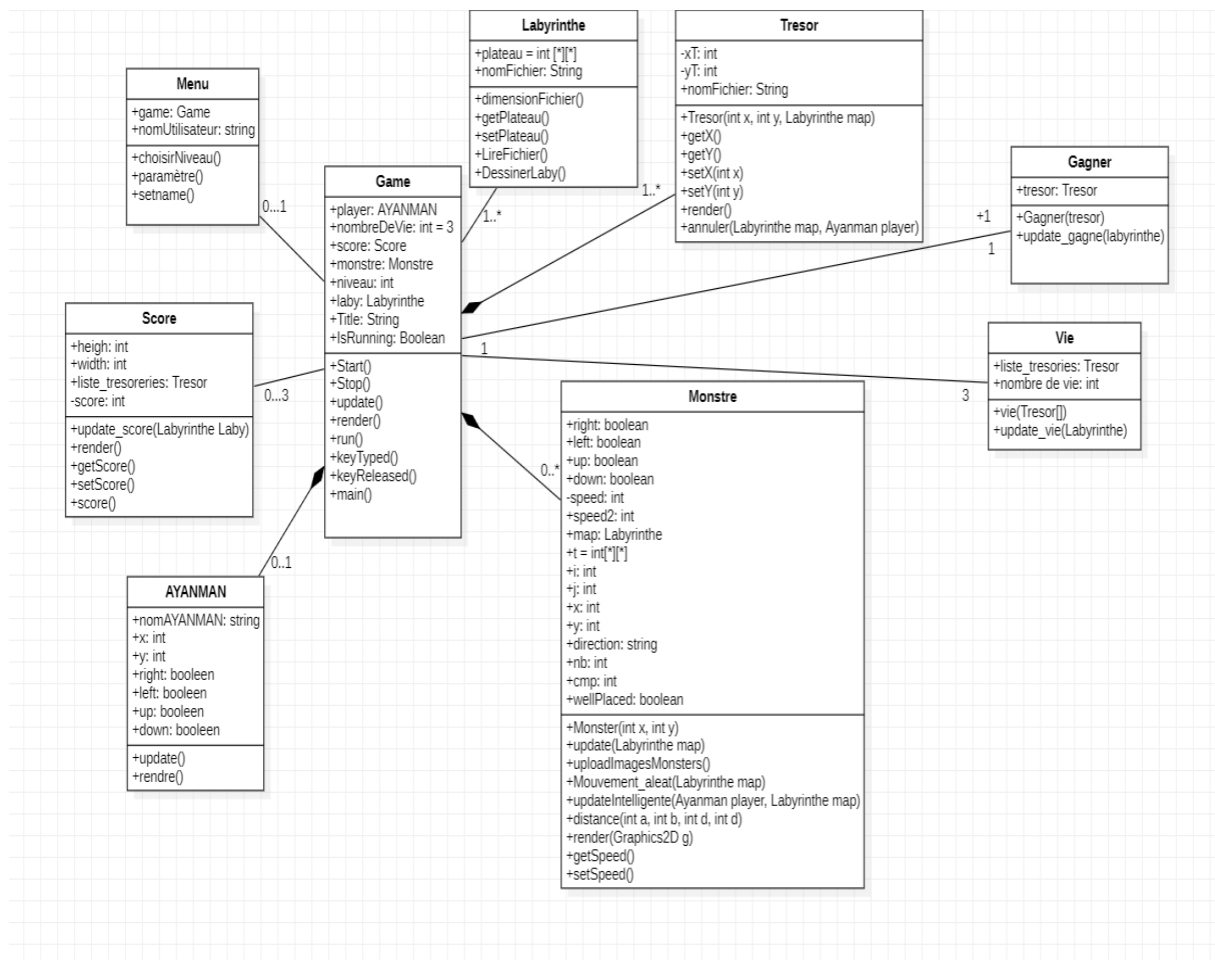 Labyrinthe
+plateau = int [*][*]
+nomFichier: String
+dimensionFichier()
+getPlateau()
+setPlateau()
+LireFichier()
+DessinerLaby()
1..*
Tresor
-xT: int
-yT: int
+nomFichier: String
+Tresor(int x, int y, Labyrinthe map)
+getX()
+getY()
+setX(int x)
+setY(int y)
+render()
+annuler(Labyrinthe map, Ayanman player)
1..*
Menu
+game: Game
+nomUtilisateur: string
+choisirNiveau()
+paramètre()
+setname()
0...1
Game
+player: AYANMAN
+nombreDeVie: int = 3
+score: Score
+monstre: Monstre
+niveau: int
+laby: Labyrinthe
+Title: String
+IsRunning: Boolean
+Start()
+Stop()
+update()
+render()
+run()
+keyTyped()
+keyReleased()
+main()
Gagner
+tresor: Tresor
+Gagner(tresor)
+update_gagne(labyrinthe)
+1
1
Score
+heigh: int
+width: int
+liste_tresoreries: Tresor
-score: int
+update_score(Labyrinthe Laby)
+render()
+getScore()
+setScore()
+score()
0...3
Vie
+liste_tresories: Tresor
+nombre de vie: int
+vie(Tresor[])
+update_vie(Labyrinthe)
1
3
Monstre
+right: boolean
+left: boolean
+up: boolean
+down: boolean
-speed: int
+speed2: int
+map: Labyrinthe
+t = int[*][*]
+i: int
+j: int
+x: int
+y: int
+direction: string
+nb: int
+cmp: int
+wellPlaced: boolean
+Monster(int x, int y)
+update(Labyrinthe map)
+uploadImagesMonsters()
+Mouvement_aleat(Labyrinthe map)
+updateIntelligente(Ayanman player, Labyrinthe map)
+distance(int a, int b, int d, int d)
+render(Graphics2D g)
+getSpeed()
+setSpeed()
0..*
AYANMAN
+nomAYANMAN: string
+x: int
+y: int
+right: booleen
+left: booleen
+up: booleen
+down: booleen
+update()
+rendre()
0..1